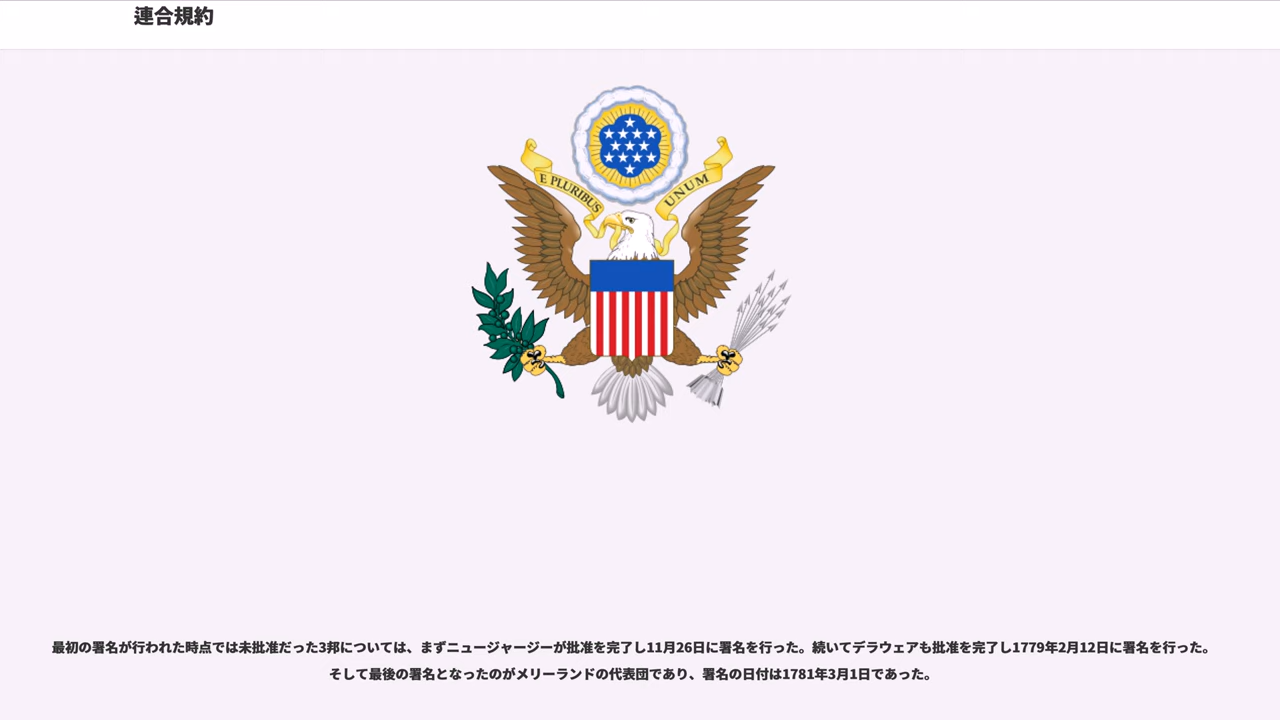 連合規約
E PLURIBUS UNUM
最初の署名が行われた時点では未批准だった3邦については、まずニュージャージーが批准を完了し11月26日に署名を行った。続いてデラウェアも批准を完了し1779年2月12日に署名を行った。
そして最後の署名となったのがメリーランドの代表団であり、署名の日付は1781年3月1日であった。